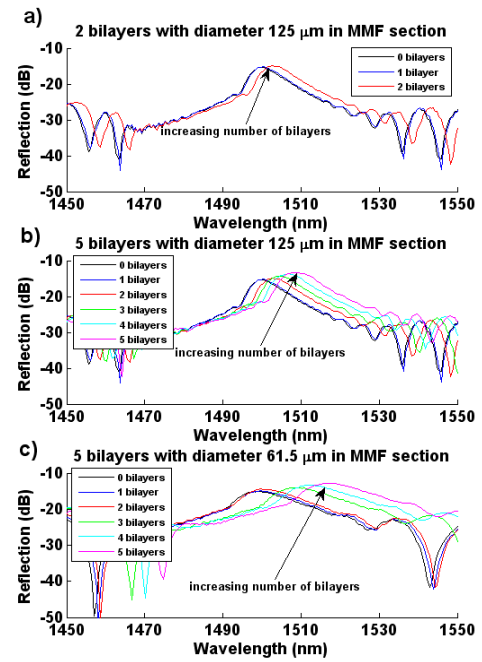 a)
2 bilayers with diameter 125 μm in MMF section
-10
-20
-30
-40
-50
Reflection (dB)
0 bilayers
1 bilayer
2 bilayers
increasing number of bilayers
1450 1470 1490 1510 1530 1550
Wavelength (nm)
b)
5 bilayers with diameter 125 μm in MMF section
-10
-20
-30
-40
-50
Reflection (dB)
0 bilayers
1 bilayer
2 bilayers
3 bilayers
4 bilayers
5 bilayers
increasing number of bilayers
1450 1470 1490 1510 1530 1550
Wavelength (nm)
c)
5 bilayers with diameter 61.5 μm in MMF section
-10
-20
-30
-40
-50
Reflection (dB)
0 bilayers
1 bilayer
2 bilayers
3 bilayers
4 bilayers
5 bilayers
increasing number of bilayers
1450 1470 1490 1510 1530 1550
Wavelength (nm)